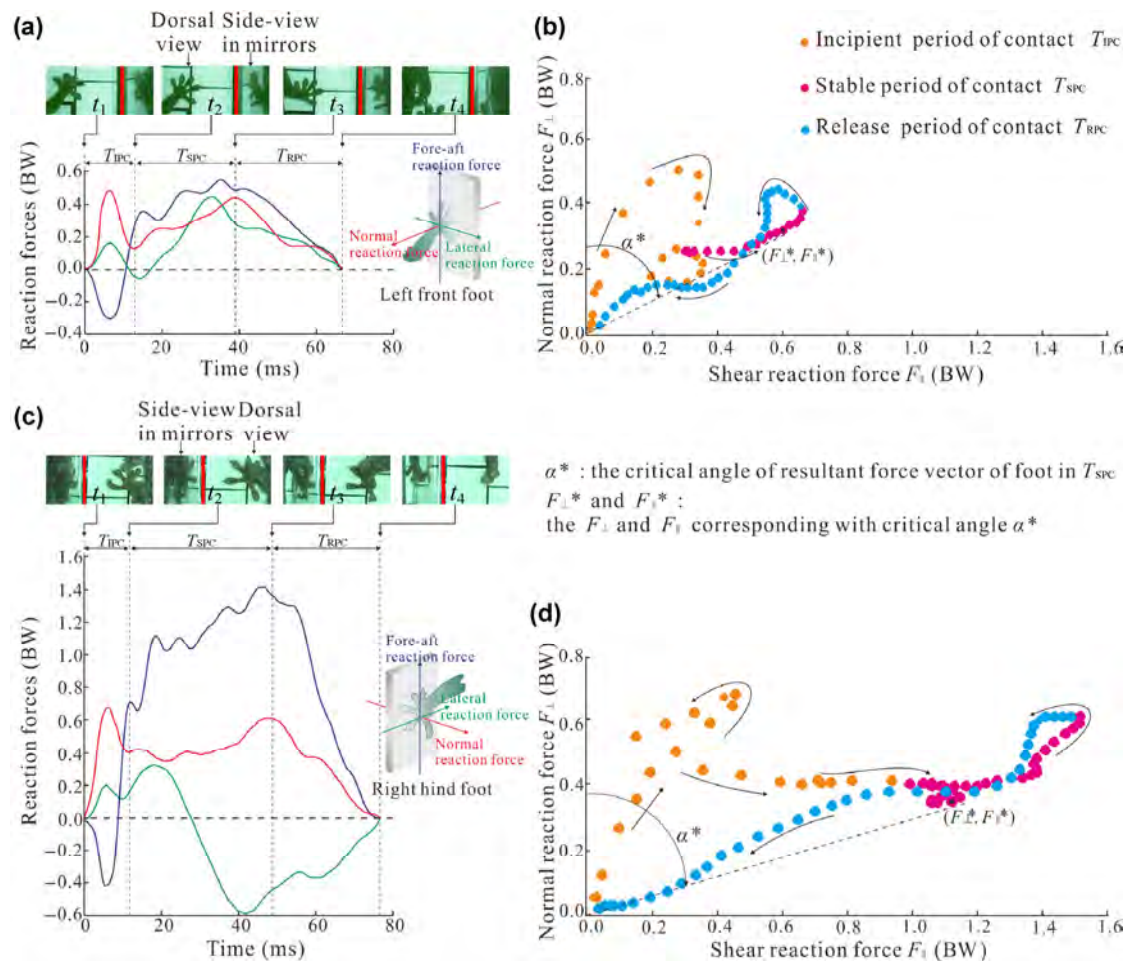 (a)
Dorsal view
Side-view in mirrors
t1
t2
t3
t4
TIPC
TSPC
TRPC
Reaction forces (BW)
0.6
0.4
0.2
0.0
−0.2
−0.4
0
20
40
60
80
Time (ms)
Fore-aft reaction force
Normal reaction force
Lateral reaction force
Left front foot
(b)
Incipient period of contact TIPC
Stable period of contact TSPC
Release period of contact TRPC
Normal reaction force F⊥ (BW)
0.8
0.6
0.4
0.2
0.0
α*
(F⊥*, F∥*)
0.0
0.2
0.4
0.6
0.8
1.0
1.2
1.4
1.6
Shear reaction force F∥ (BW)
(c)
Side-view in mirrors
Dorsal view
t1
t2
t3
t4
TIPC
TSPC
TRPC
Reaction forces (BW)
1.6
1.4
1.2
1.0
0.8
0.6
0.4
0.2
−0.0
−0.2
−0.4
−0.6
0
20
40
60
80
Time (ms)
Fore-aft reaction force
Lateral reaction force
Normal reaction force
Right hind foot
α* : the critical angle of resultant force vector of foot in TSPC
F⊥* and F∥* :
the F⊥ and F∥ corresponding with critical angle α*
(d)
Normal reaction force F⊥ (BW)
0.8
0.6
0.4
0.2
0.0
α*
(F⊥*, F∥*)
0.0
0.2
0.4
0.6
0.8
1.0
1.2
1.4
1.6
Shear reaction force F∥ (BW)